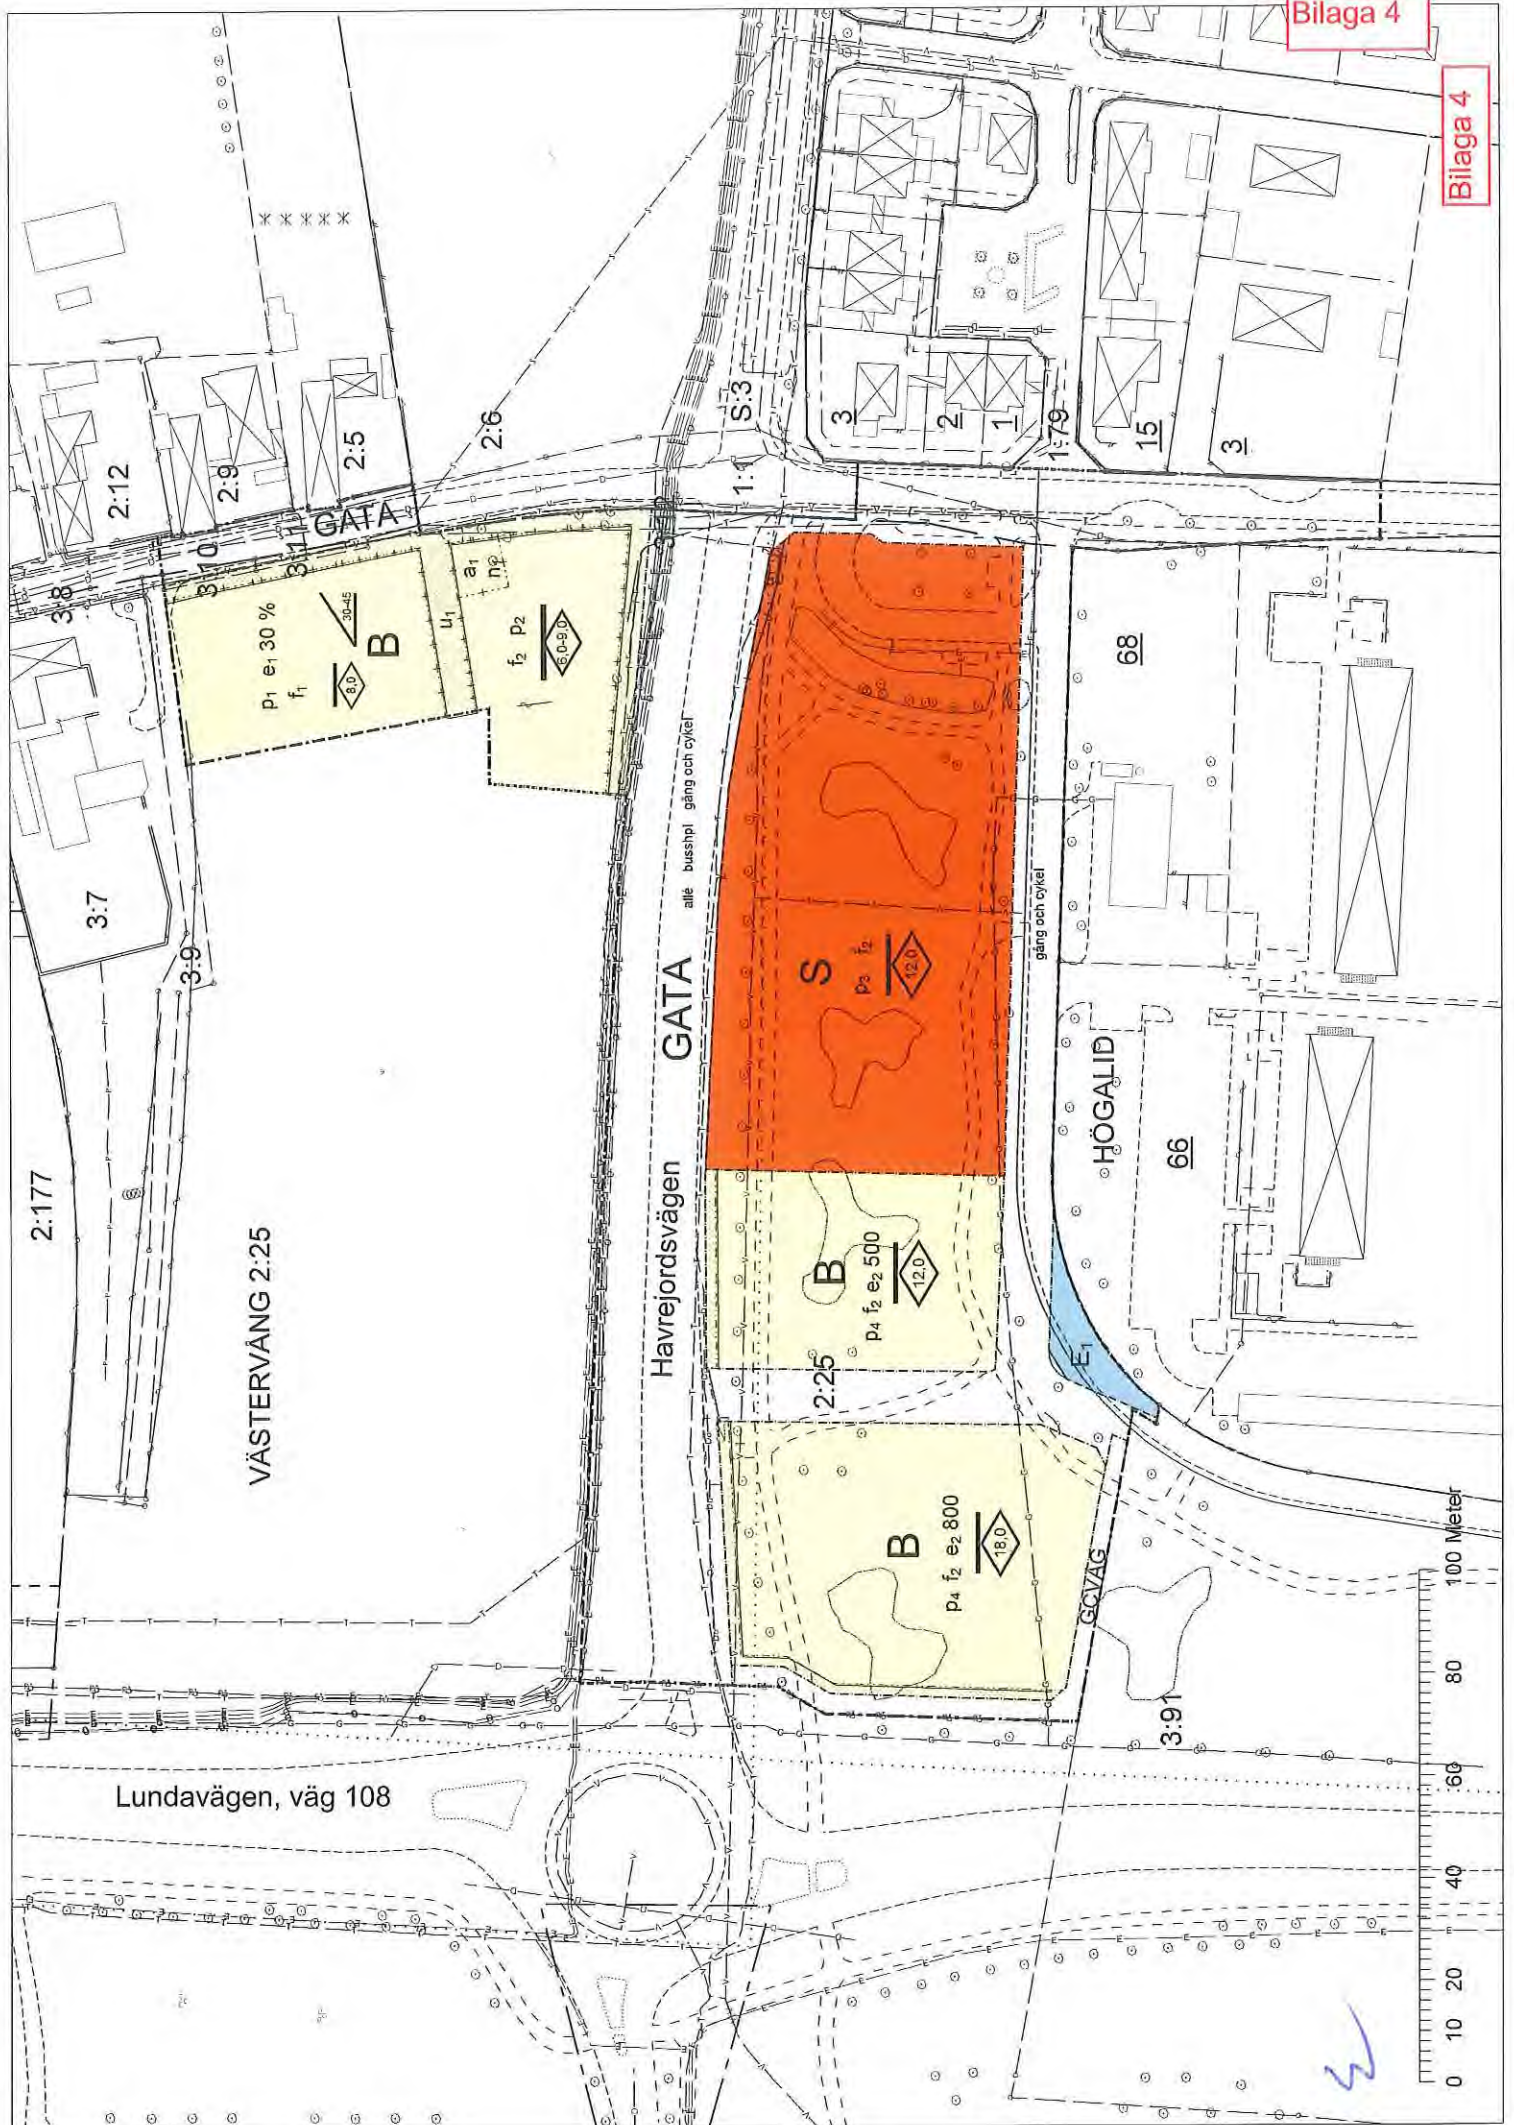 Bilaga 4
Bilaga 4
3:8
2:12
2:9
3:10
3:11
GATA
2:5
2:6
S:3
1:1
3
2
1
1:79
15
3
p₁ e₁ 30 %
f₁
8,0
30-45
B
u₁
a₁
n₂
f₂ p₂
6,0-9,0
3:7
3:9
2:177
VÄSTERVÅNG 2:25
allé busshpl gång och cykel
GATA
Havrejordsvägen
S
p₃ f₂
12,0
gång och cykel
68
HÖGALID
66
B
p₄ f₂ e₂ 500
12,0
2:25
E₁
B
p₄ f₂ e₂ 800
18,0
GCVÄG
3:91
Lundavägen, väg 108
0 10 20 40 60 80 100 Meter